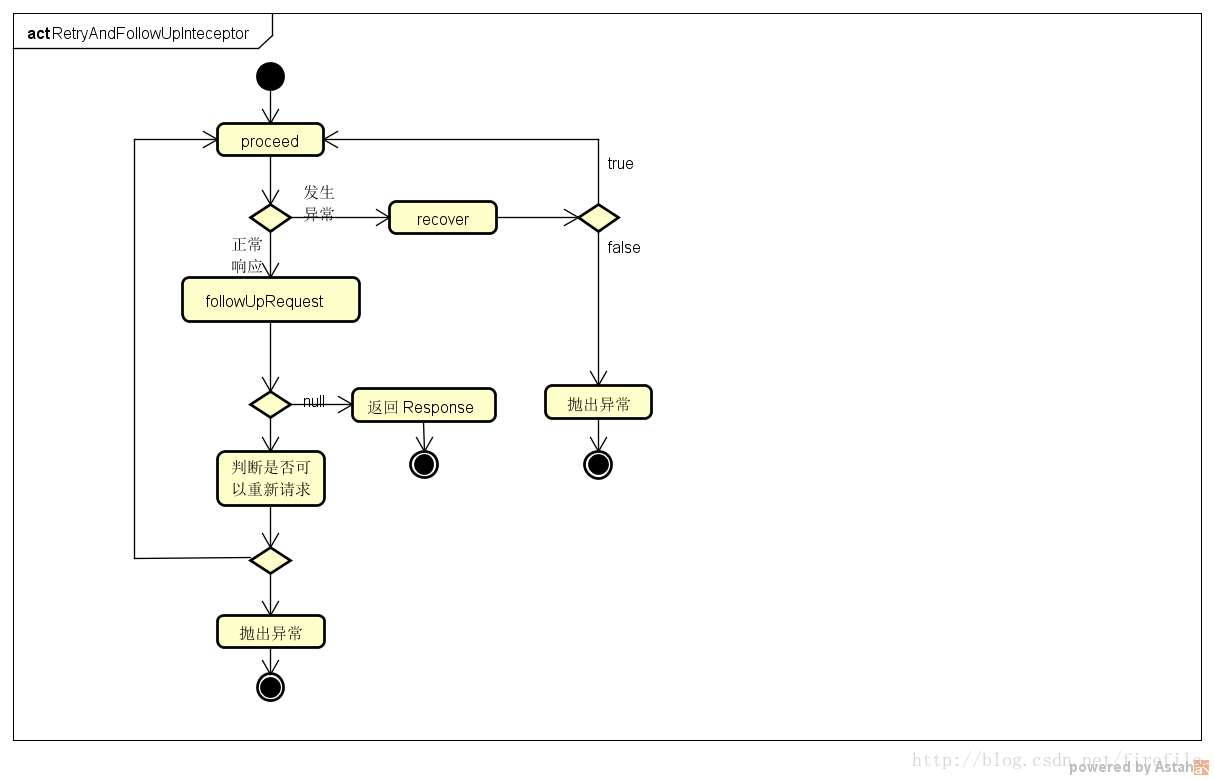 act RetryAndFollowUpInteceptor
proceed
true
发生
异常
recover
false
正常
响应
followUpRequest
null
返回 Response
抛出异常
判断是否可
以重新请求
抛出异常
http://blog.csdn.net/firefile
powered by Astah